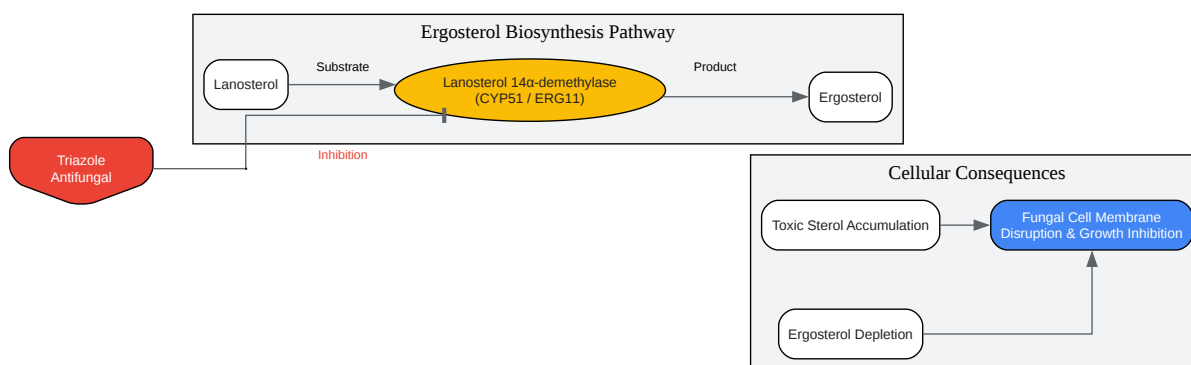 Ergosterol Biosynthesis Pathway
Substrate
Product
Lanosterol
Lanosterol 14α-demethylase
(CYP51 / ERG11)
Ergosterol
Inhibition
Triazole
Antifungal
Cellular Consequences
Toxic Sterol Accumulation
Fungal Cell Membrane
Disruption & Growth Inhibition
Ergosterol Depletion